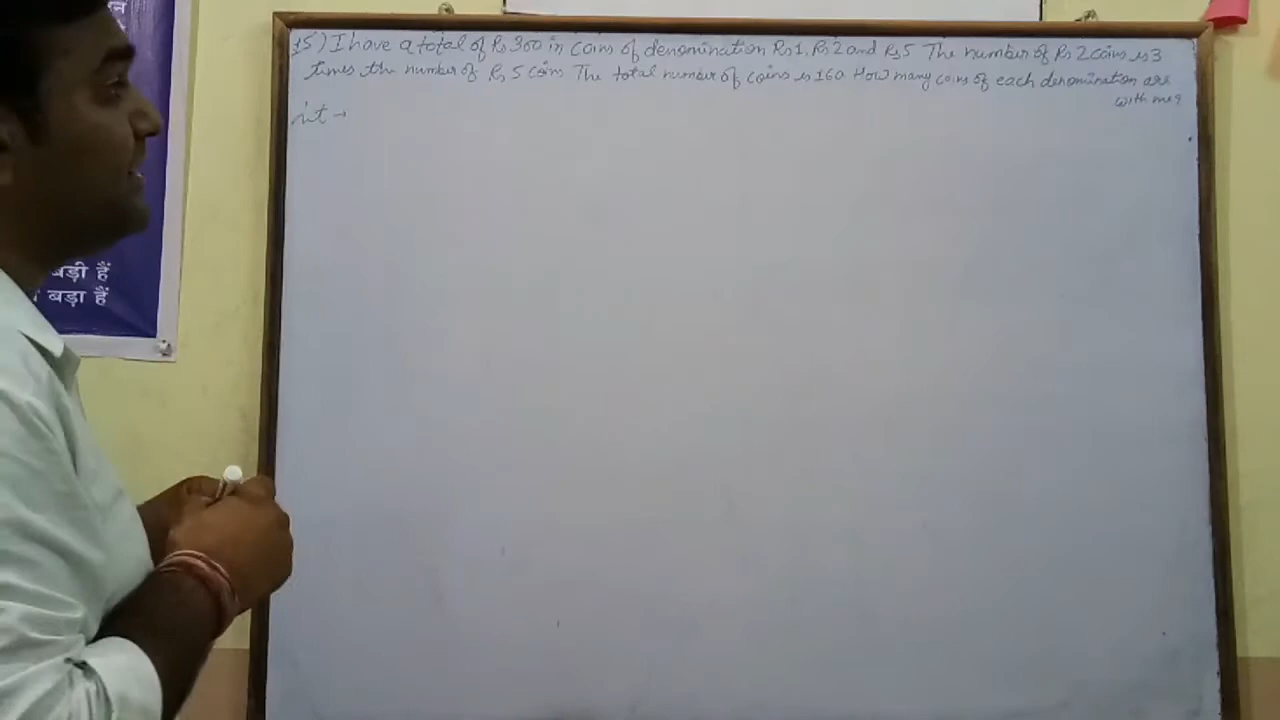 15) I have a total of Rs 300 in coins of denomination Rs 1, Rs 2 and Rs 5 The number of Rs 2 coins is 3
times the number of Rs 5 coins The total number of coins is 160 How many coins of each denomination are
with me?
बड़ी हैं
बड़ा हैं